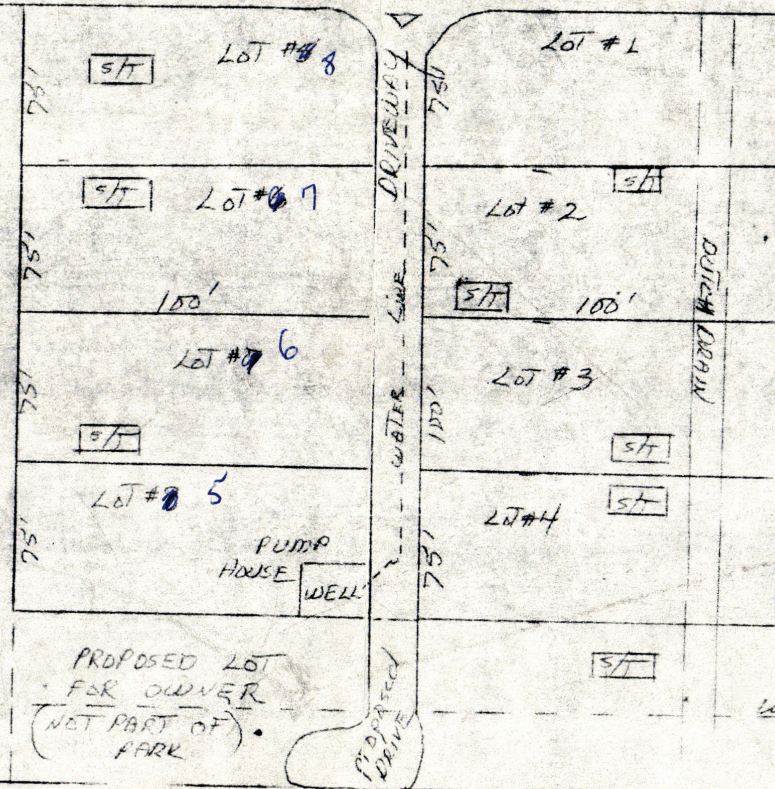 LOT #8
S/T
75'
LOT #7
S/T
75'
100'
LOT # 6
75'
S/T
LOT # 5
75'
PUMP
HOUSE
WELL
PROPOSED LOT
FOR OWNER
(NOT PART OF)
PARK
DRIVEWAY
WATER LINE
PROPOSED
DRIVE
LOT #1
75'
S/T
LOT #2
75'
S/T
100'
LOT #3
100'
S/T
S/T
LOT #4
75'
S/T
DUTCH DRAIN